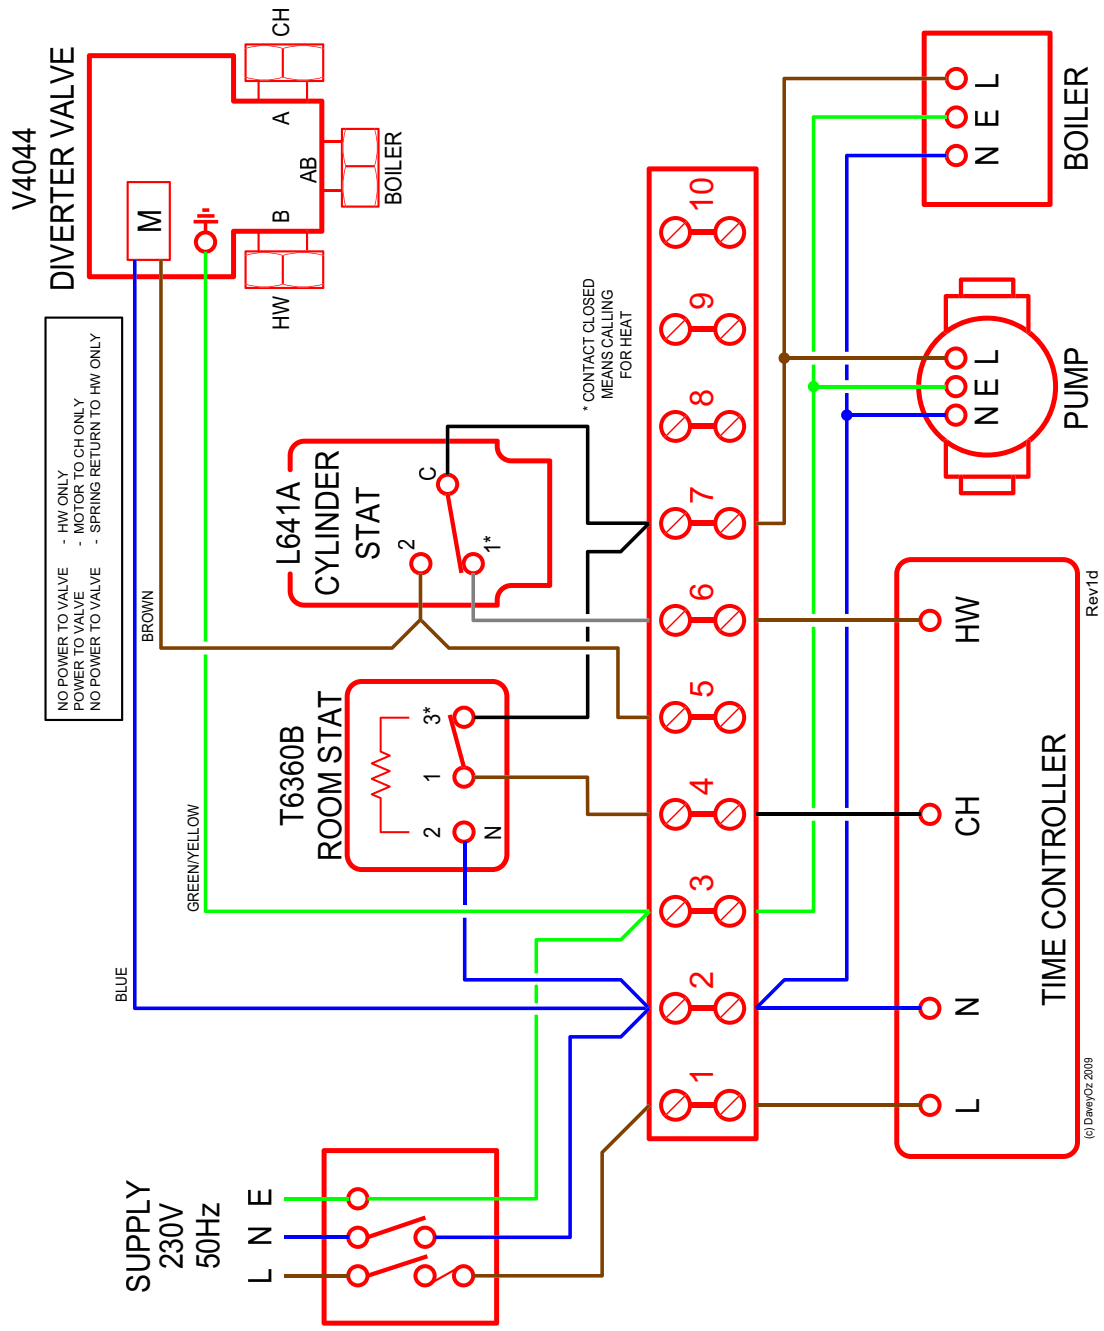 V4044
DIVERTER VALVE
M
CH
A
AB
BOILER
B
HW
NO POWER TO VALVE - HW ONLY
POWER TO VALVE - MOTOR TO CH ONLY
NO POWER TO VALVE - SPRING RETURN TO HW ONLY
BLUE
BROWN
GREEN/YELLOW
L641A
CYLINDER
STAT
2
C
1*
T6360B
ROOM STAT
2
1
3*
N
* CONTACT CLOSED
MEANS CALLING
FOR HEAT
SUPPLY
230V
50Hz
L N E
1 2 3 4 5 6 7 8 9 10
L N CH HW
TIME CONTROLLER
N E L
PUMP
N E L
BOILER
(c) DaveyOz 2009
Rev1d